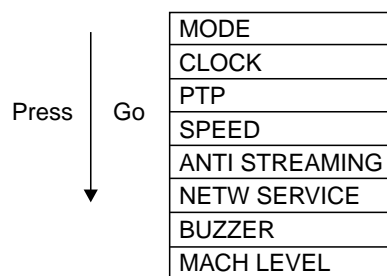 Press Go
MODE
CLOCK
PTP
SPEED
ANTI STREAMING
NETW SERVICE
BUZZER
MACH LEVEL